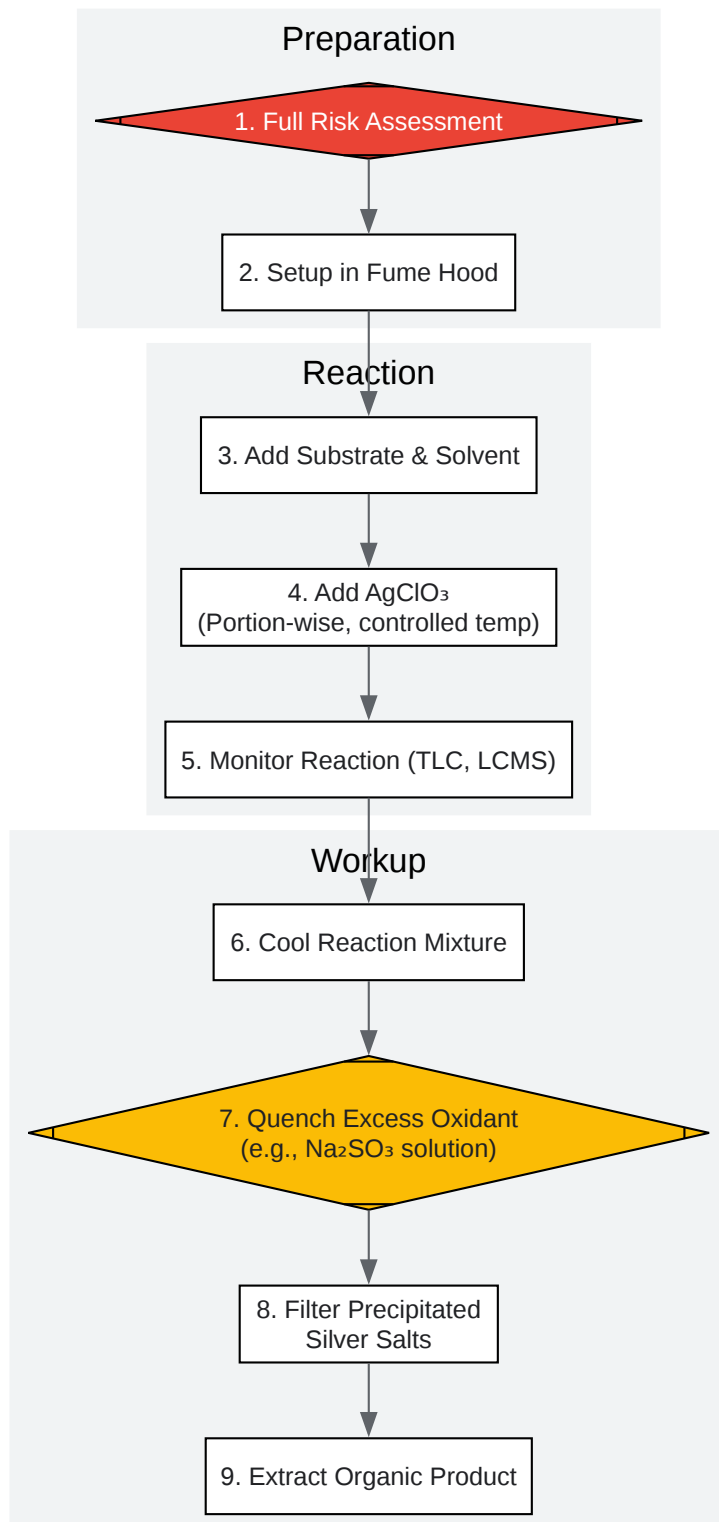 Preparation
1. Full Risk Assessment
2. Setup in Fume Hood
Reaction
3. Add Substrate & Solvent
4. Add AgClO₃
(Portion-wise, controlled temp)
5. Monitor Reaction (TLC, LCMS)
Workup
6. Cool Reaction Mixture
7. Quench Excess Oxidant
(e.g., Na₂SO₃ solution)
8. Filter Precipitated
Silver Salts
9. Extract Organic Product